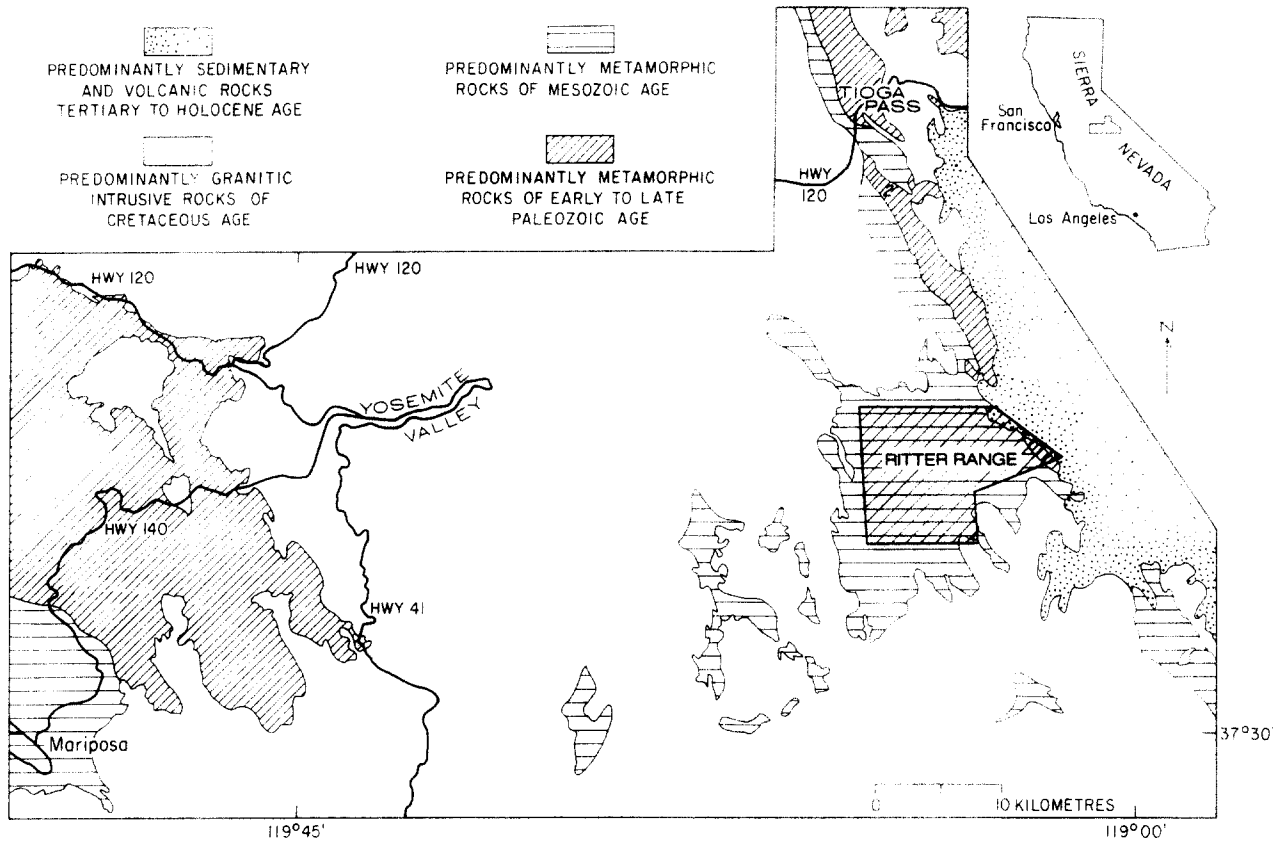 PREDOMINANTLY SEDIMENTARY
AND VOLCANIC ROCKS
TERTIARY TO HOLOCENE AGE
PREDOMINANTLY METAMORPHIC
ROCKS OF MESOZOIC AGE
PREDOMINANTLY GRANITIC
INTRUSIVE ROCKS OF
CRETACEOUS AGE
PREDOMINANTLY METAMORPHIC
ROCKS OF EARLY TO LATE
PALEOZOIC AGE
TIOGA
PASS
HWY
120
SIERRA
NEVADA
San
Francisco
Los Angeles
N
HWY 120
HWY 120
YOSEMITE
VALLEY
RITTER RANGE
HWY 140
HWY 41
Mariposa
37°30'
0 10 KILOMETRES
119°45'
119°00'